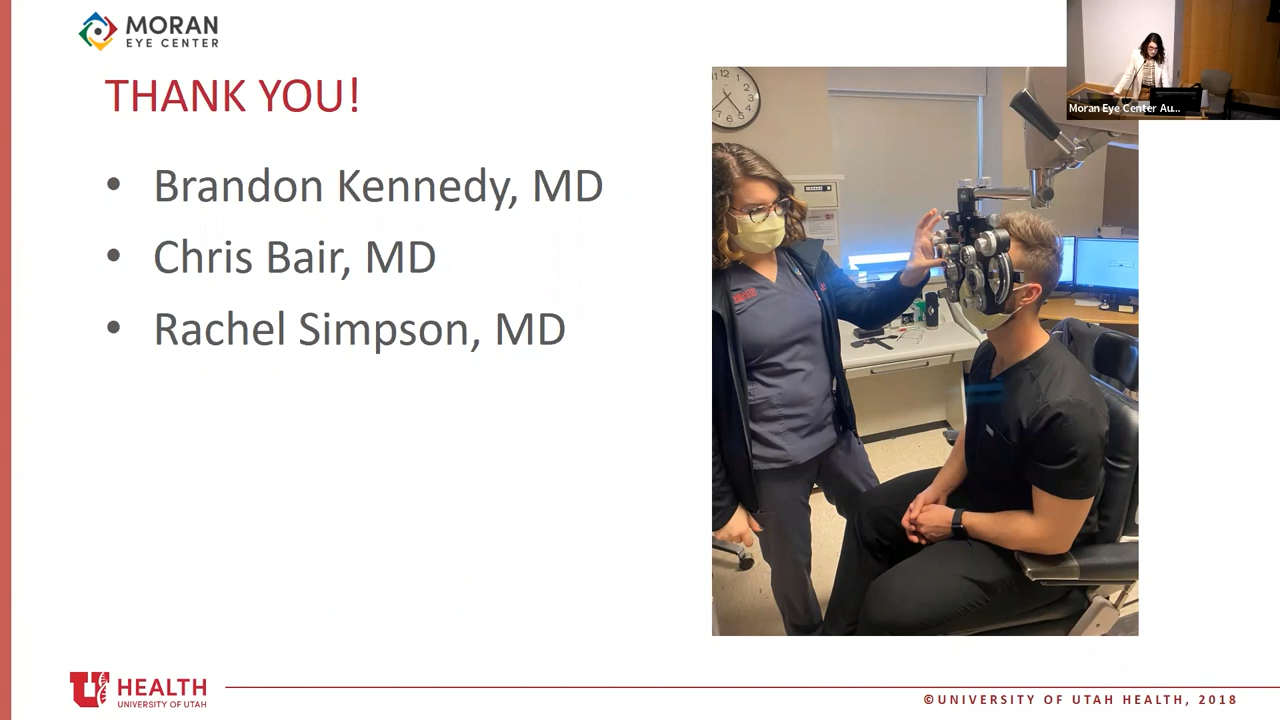 MORAN
EYE CENTER
THANK YOU!
• Brandon Kennedy, MD
• Chris Bair, MD
• Rachel Simpson, MD
Moran Eye Center Au...
HEALTH
UNIVERSITY OF UTAH
©UNIVERSITY OF UTAH HEALTH, 2018